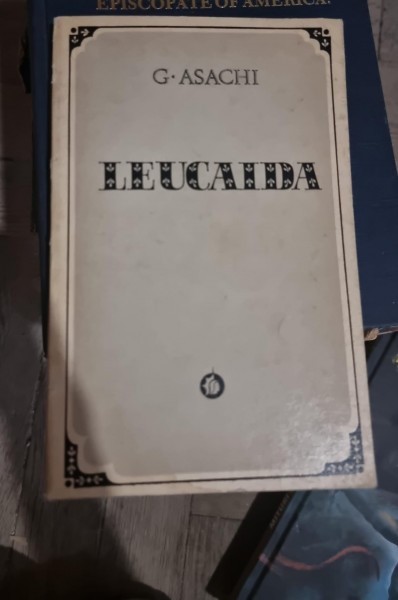 EPISCOPATE OF AMERICA.
G. ASACHI
LEUCAIDA